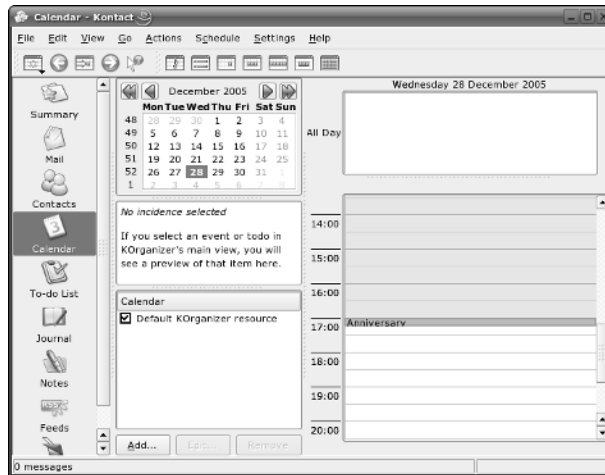 Calendar - Kontact
File Edit View Go Actions Schedule Settings Help
Summary
Mail
Contacts
3
Calendar
To-do List
Journal
Notes
Feeds
December 2005
Mon Tue Wed Thu Fri Sat Sun
48 28 29 30 1 2 3 4
49 5 6 7 8 9 10 11
50 12 13 14 15 16 17 18
51 19 20 21 22 23 24 25
52 26 27 28 29 30 31 1
1 2 3 4 5 6 7 8
No incidence selected
If you select an event or todo in
KOrganizer's main view, you will
see a preview of that item here.
Calendar
Default KOrganizer resource
Add... Edit... Remove
Wednesday 28 December 2005
All Day
14:00
15:00
16:00
17:00 Anniversary
18:00
19:00
20:00
0 messages